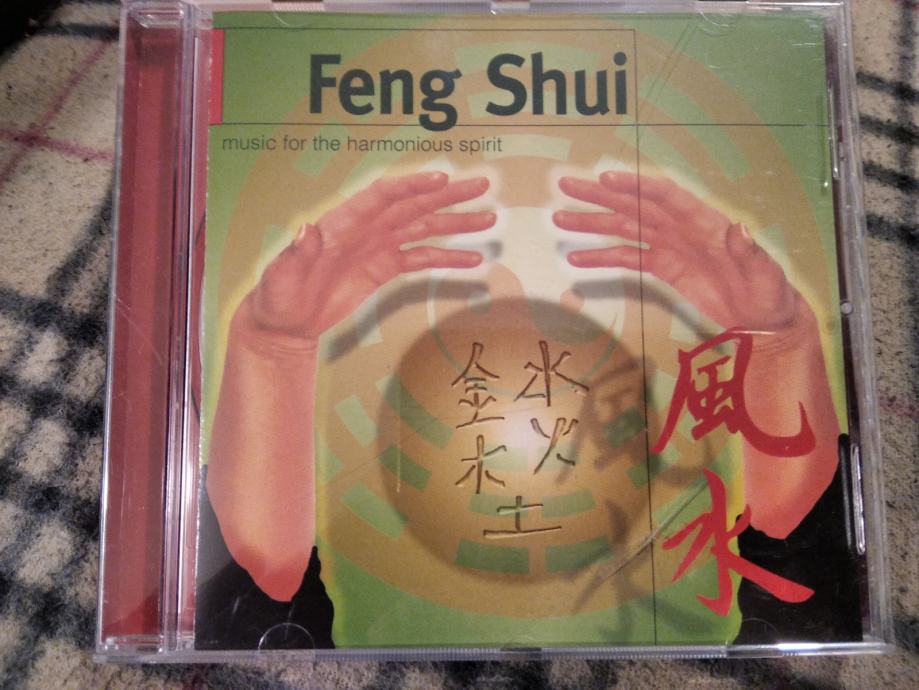 Feng Shui
music for the harmonious spirit
金 水
木 火
土
風
水